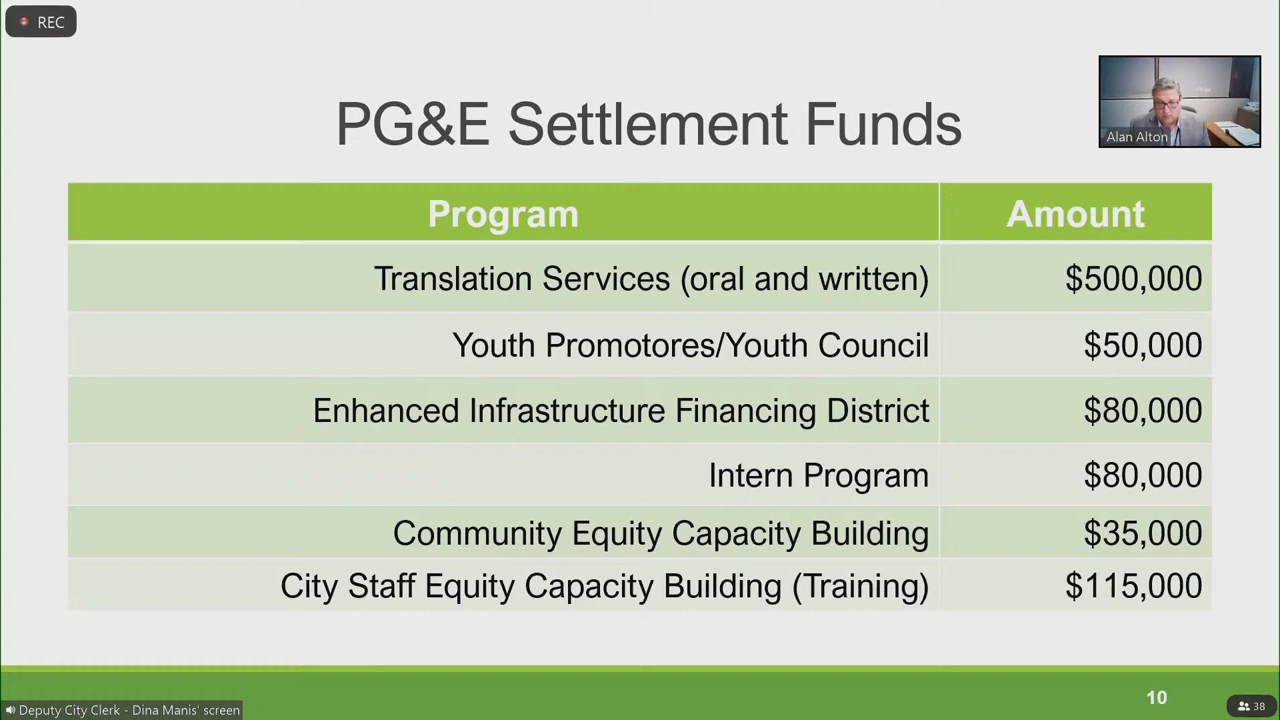 REC
PG&E Settlement Funds
Alan Alton
Program Amount
Translation Services (oral and written) $500,000
Youth Promotores/Youth Council $50,000
Enhanced Infrastructure Financing District $80,000
Intern Program $80,000
Community Equity Capacity Building $35,000
City Staff Equity Capacity Building (Training) $115,000
10
Deputy City Clerk - Dina Manis' screen
38